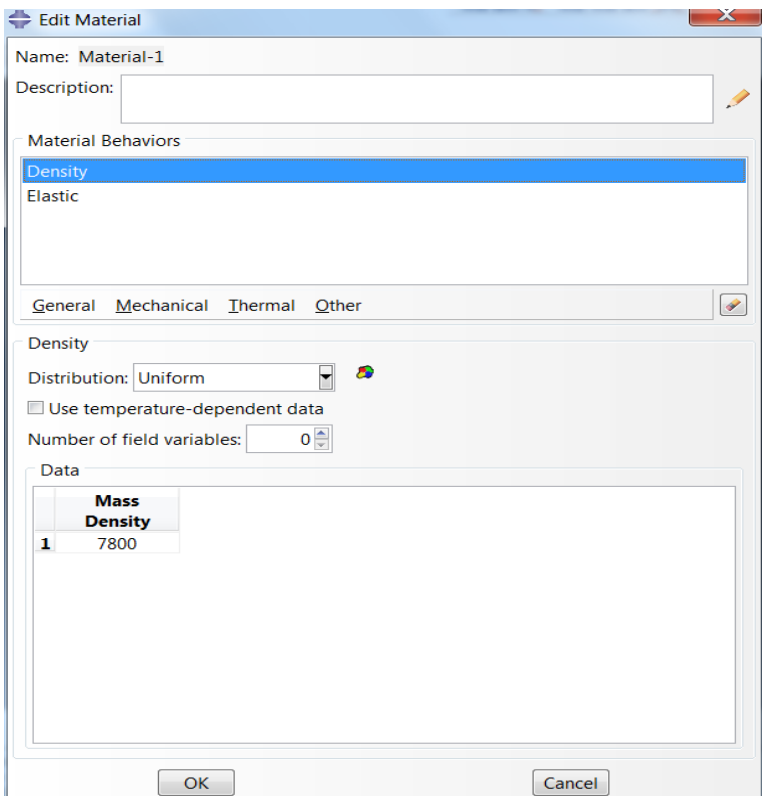 Edit Material
Name: Material-1
Description:
Material Behaviors
Density
Elastic
General Mechanical Thermal Other
Density
Distribution: Uniform
Use temperature-dependent data
Number of field variables: 0
Data
Mass
Density
1 7800
OK Cancel